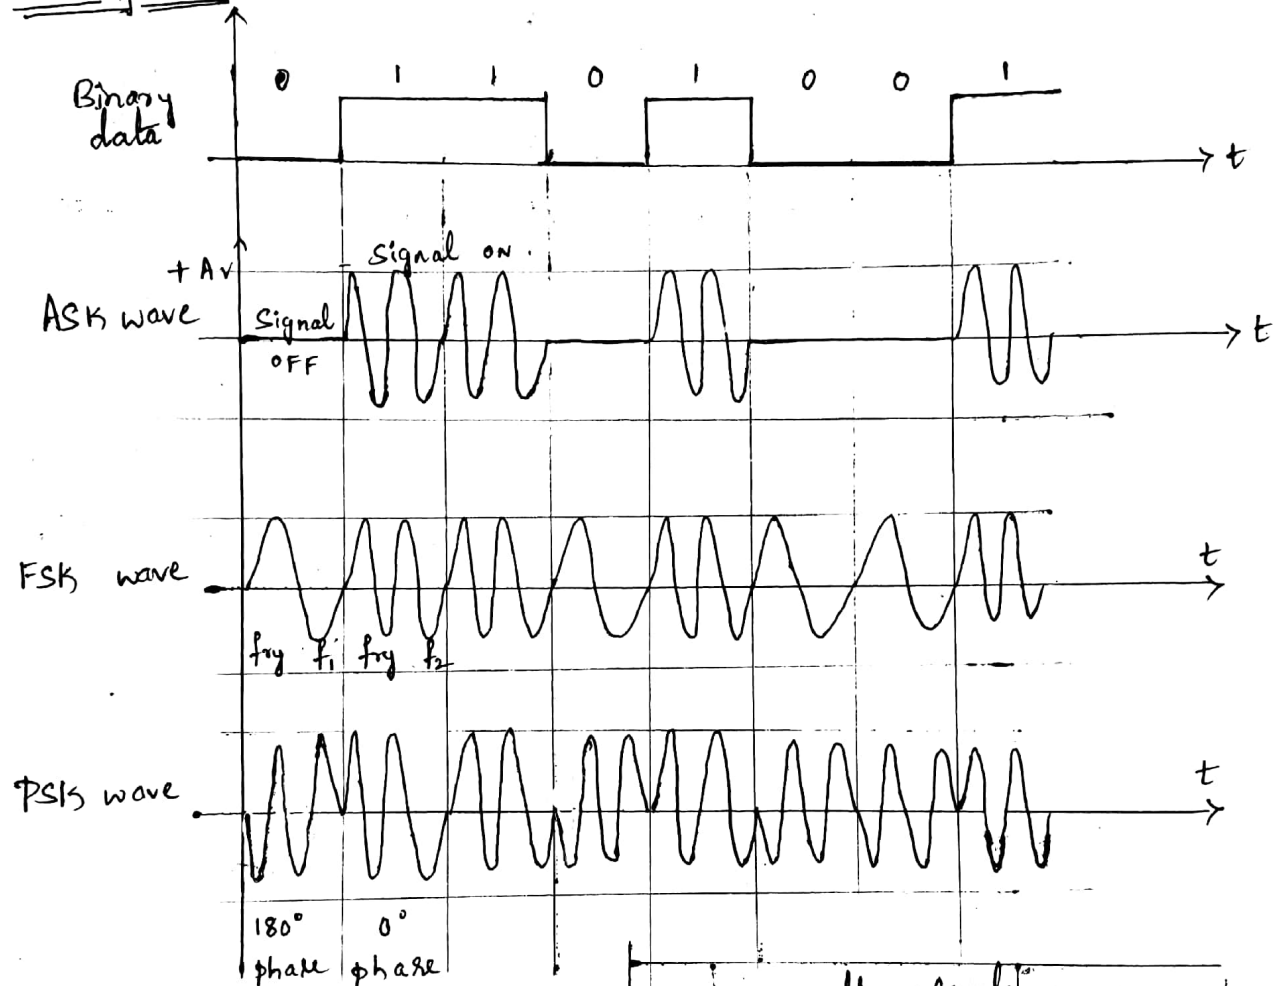 0 1 1 0 1 0 0 1
Binary
data
t
+Av
Signal ON.
ASK wave
Signal
OFF
t
FSK wave
t
fry f1 fry f2
PSK wave
t
180° 0°
phase phase